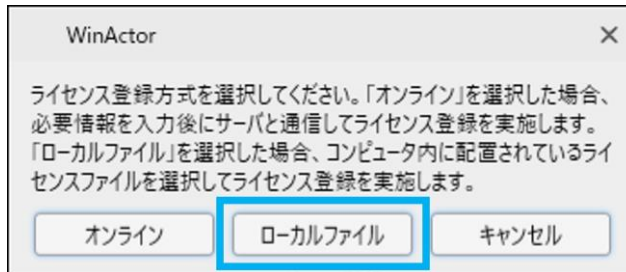 WinActor
ライセンス登録方式を選択してください。「オンライン」を選択した場合、
必要情報を入力後にサーバと通信してライセンス登録を実施します。
「ローカルファイル」を選択した場合、コンピュータ内に配置されているライ
センスファイルを選択してライセンス登録を実施します。
オンライン ローカルファイル キャンセル